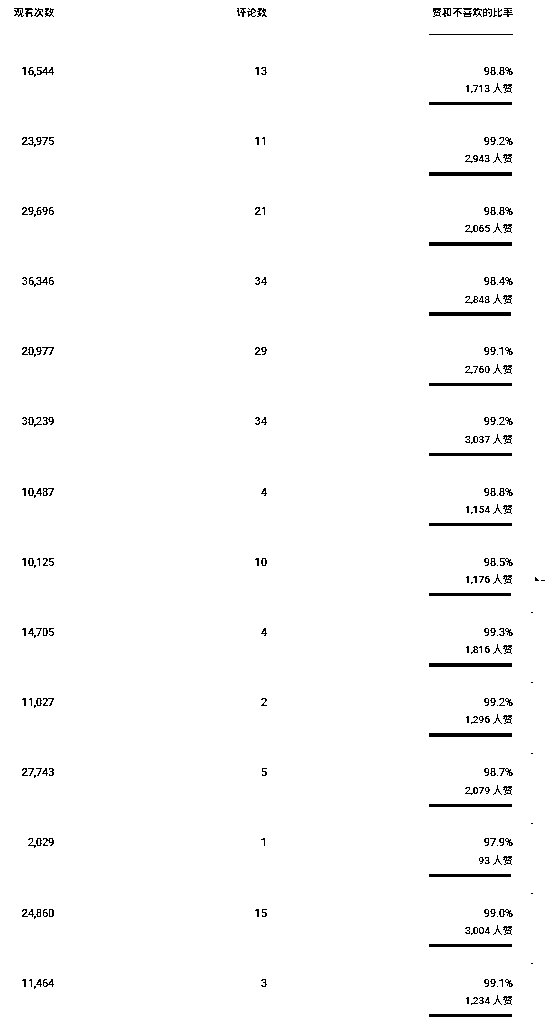 观看次数 评论数 赞和不喜欢的比率
16,544 13 98.8%
1,713 人赞
23,975 11 99.2%
2,943 人赞
29,696 21 98.8%
2,065 人赞
36,346 34 98.4%
2,848 人赞
20,977 29 99.1%
2,760 人赞
30,239 34 99.2%
3,037 人赞
10,487 4 98.8%
1,154 人赞
10,125 10 98.5%
1,176 人赞
14,705 4 99.3%
1,816 人赞
11,027 2 99.2%
1,296 人赞
27,743 5 98.7%
2,079 人赞
2,029 1 97.9%
93 人赞
24,860 15 99.0%
3,004 人赞
11,464 3 99.1%
1,234 人赞